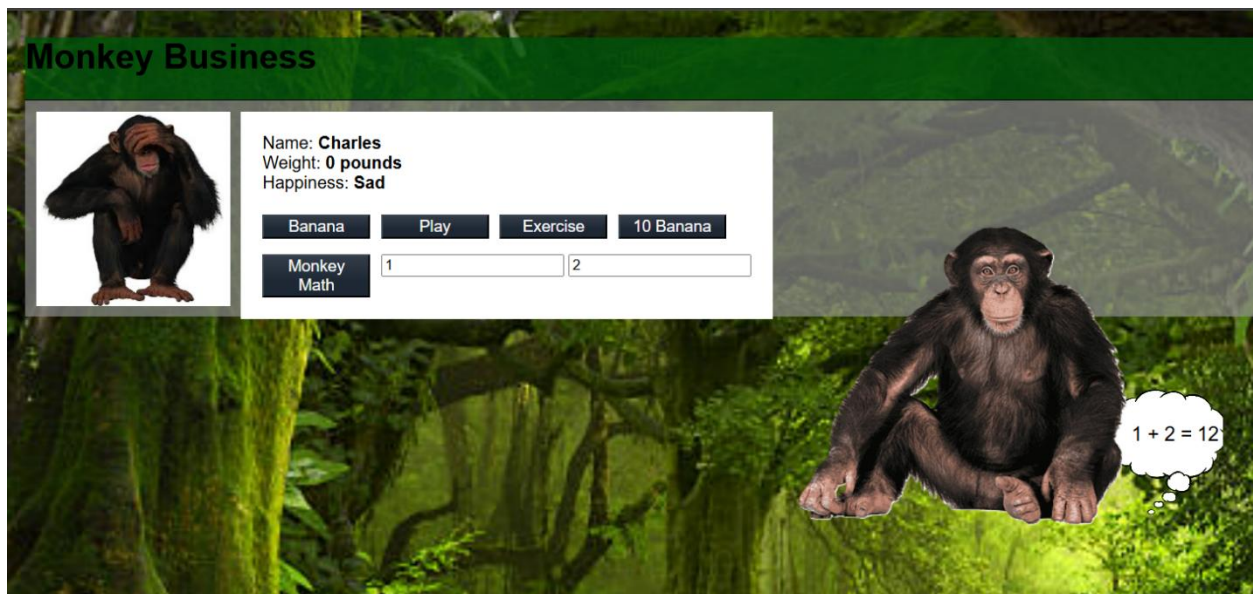 Monkey Business
Name: Charles
Weight: 0 pounds
Happiness: Sad
Banana Play Exercise 10 Banana
Monkey
Math
1 2
1 + 2 = 12